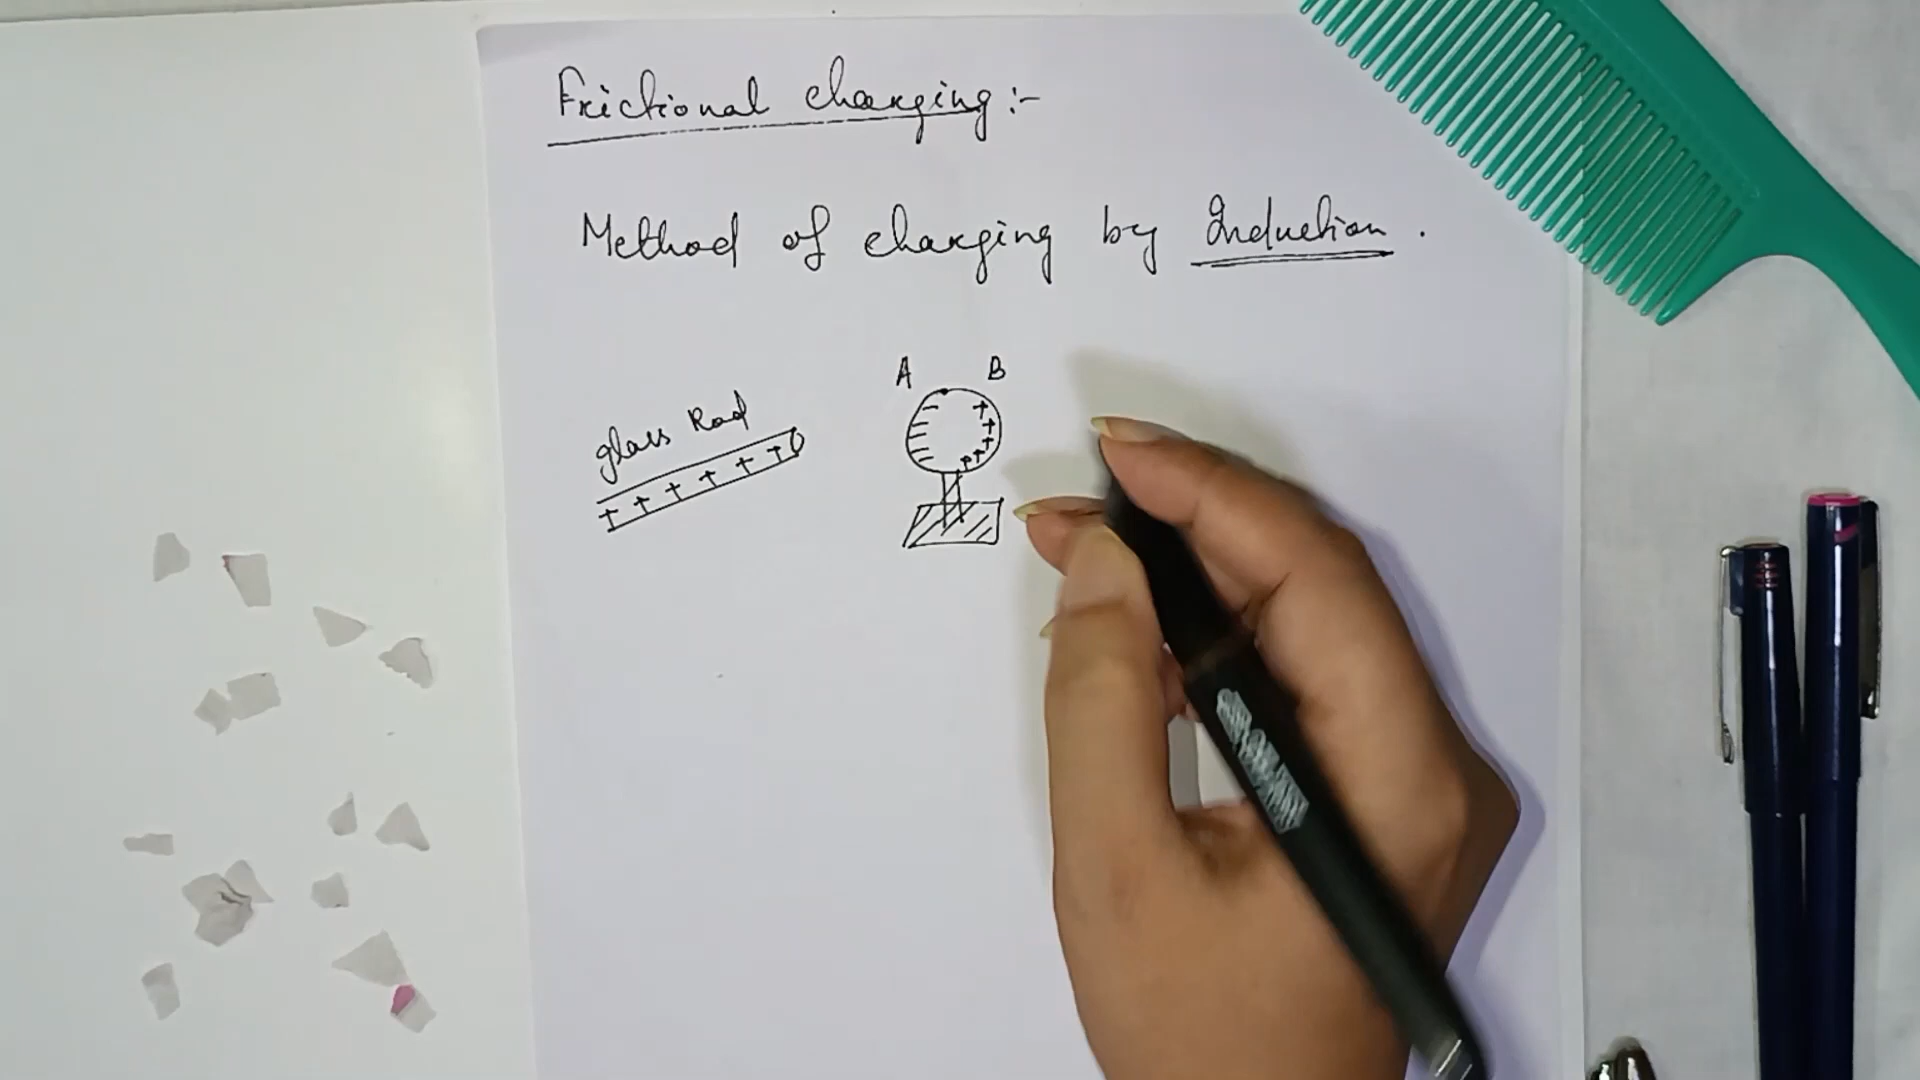 Frictional charging :-
Method of charging by Induction .
A B
glass Rod
+ + + + + +